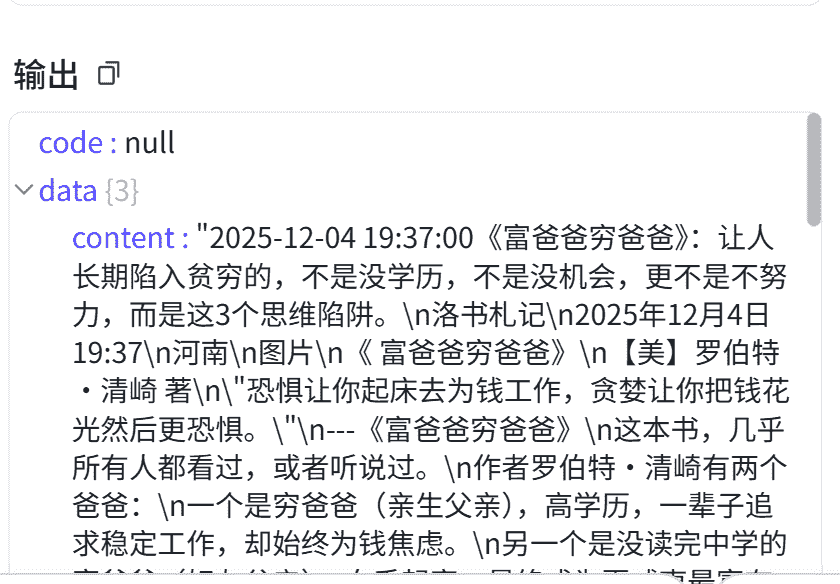 输出
code : null
data {3}
content : "2025-12-04 19:37:00《富爸爸穷爸爸》：让人
长期陷入贫穷的，不是没学历，不是没机会，更不是不努
力，而是这3个思维陷阱。\n洛书札记\n2025年12月4日
19:37\n河南\n图片\n《 富爸爸穷爸爸》\n【美】罗伯特
・清崎 著\n\"恐惧让你起床去为钱工作，贪婪让你把钱花
光然后更恐惧。\"\n---《富爸爸穷爸爸》\n这本书，几乎
所有人都看过，或者听说过。\n作者罗伯特・清崎有两个
爸爸：\n一个是穷爸爸（亲生父亲），高学历，一辈子追
求稳定工作，却始终为钱焦虑。\n另一个是没读完中学的